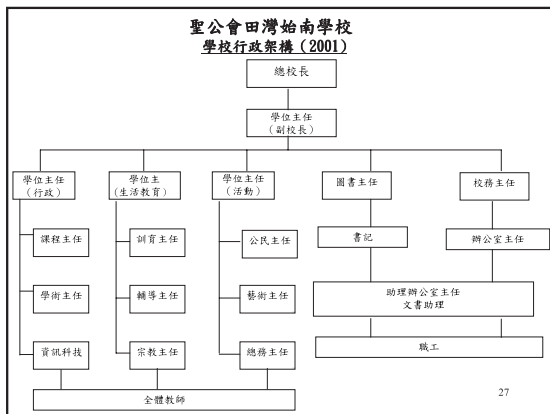 聖公會田灣始南學校
學校行政架構 (2001)
總校長
學位主任
(副校長)
學位主任
(行政)
學位主
(生活教育)
學位主任
(活動)
圖書主任
校務主任
課程主任
訓育主任
公民主任
書記
辦公室主任
學術主任
輔導主任
藝術主任
助理辦公室主任
文書助理
資訊科技
宗教主任
總務主任
職工
全體教師
27